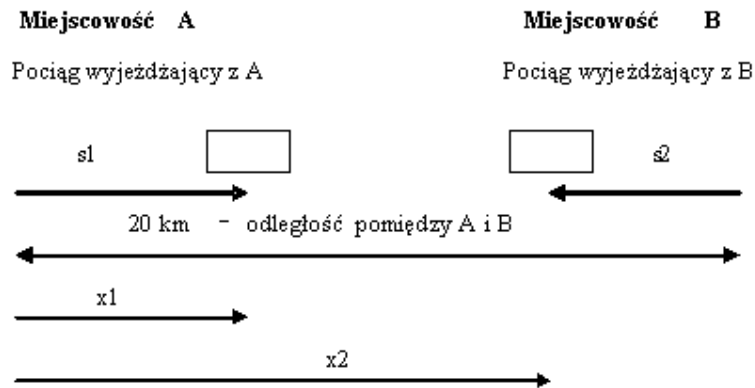 Miejscowość A Miejscowość B
Pociąg wyjeżdżający z A Pociąg wyjeżdżający z B
s1 s2
20 km - odległość pomiędzy A i B
x1
x2